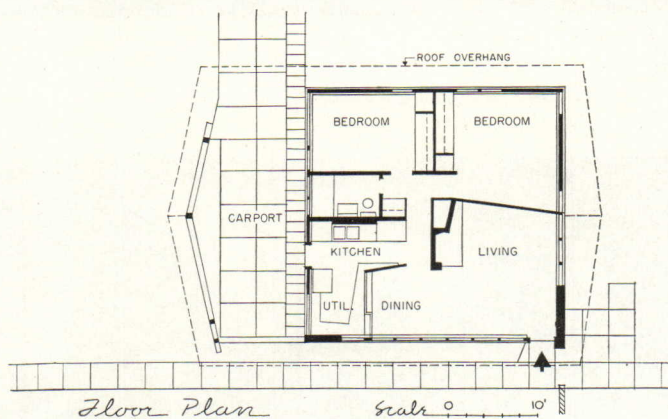 ROOF OVERHANG
BEDROOM BEDROOM
CARPORT
KITCHEN LIVING
UTIL. DINING
Floor Plan Scale 0 10'